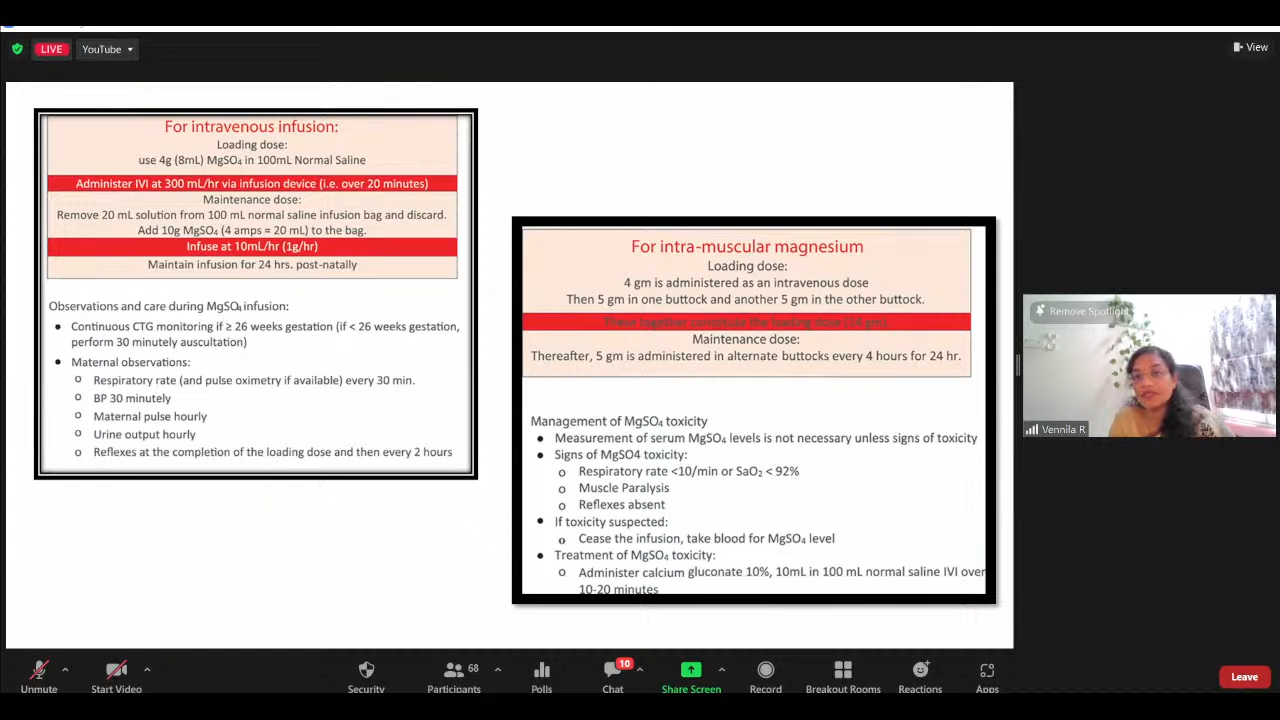 LIVE
YouTube
View
For intravenous infusion:
Loading dose:
use 4g (8mL) MgSO₄ in 100mL Normal Saline
Administer IVI at 300 mL/hr via infusion device (i.e. over 20 minutes)
Maintenance dose:
Remove 20 mL solution from 100 mL normal saline infusion bag and discard.
Add 10g MgSO₄ (4 amps = 20 mL) to the bag.
Infuse at 10mL/hr (1g/hr)
Maintain infusion for 24 hrs. post-natally
Observations and care during MgSO₄ infusion:
• Continuous CTG monitoring if ≥ 26 weeks gestation (if < 26 weeks gestation,
perform 30 minutely auscultation)
• Maternal observations:
o Respiratory rate (and pulse oximetry if available) every 30 min.
o BP 30 minutely
o Maternal pulse hourly
o Urine output hourly
o Reflexes at the completion of the loading dose and then every 2 hours
For intra-muscular magnesium
Loading dose:
4 gm is administered as an intravenous dose
Then 5 gm in one buttock and another 5 gm in the other buttock.
These together constitute the loading dose (14 gm)
Maintenance dose:
Thereafter, 5 gm is administered in alternate buttocks every 4 hours for 24 hr.
Management of MgSO₄ toxicity
• Measurement of serum MgSO₄ levels is not necessary unless signs of toxicity
• Signs of MgSO4 toxicity:
o Respiratory rate <10/min or SaO₂ < 92%
o Muscle Paralysis
o Reflexes absent
• If toxicity suspected:
o Cease the infusion, take blood for MgSO₄ level
• Treatment of MgSO₄ toxicity:
o Administer calcium gluconate 10%, 10mL in 100 mL normal saline IVI over
10-20 minutes
Remove Spotlight
Vennila R
Unmute
Start Video
Security
68
Participants
Polls
10
Chat
Share Screen
Record
Breakout Rooms
Reactions
Apps
Leave